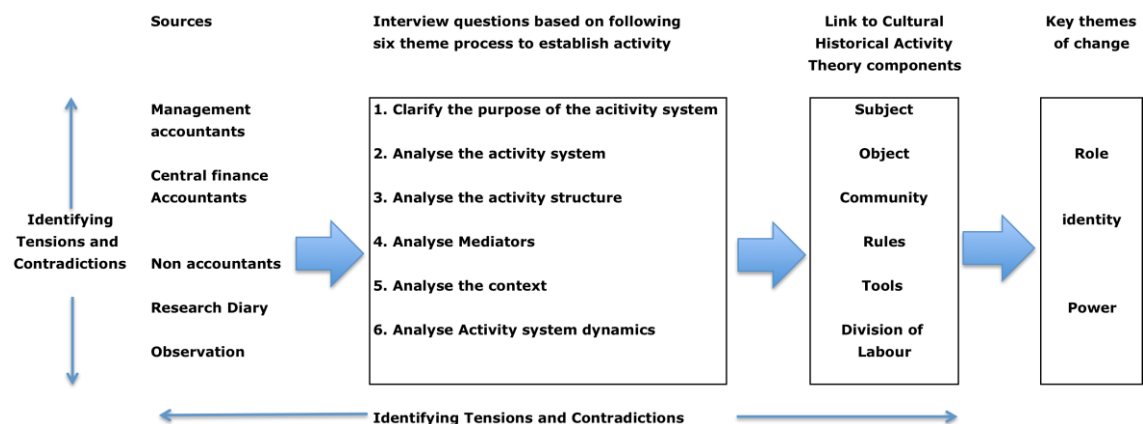 Sources
Interview questions based on following
six theme process to establish activity
Link to Cultural
Historical Activity
Theory components
Key themes
of change
Identifying
Tensions and
Contradictions
Management
accountants
Central finance
Accountants
Non accountants
Research Diary
Observation
1. Clarify the purpose of the acitivity system
2. Analyse the activity system
3. Analyse the activity structure
4. Analyse Mediators
5. Analyse the context
6. Analyse Activity system dynamics
Subject
Object
Community
Rules
Tools
Division of
Labour
Role
identity
Power
Identifying Tensions and Contradictions